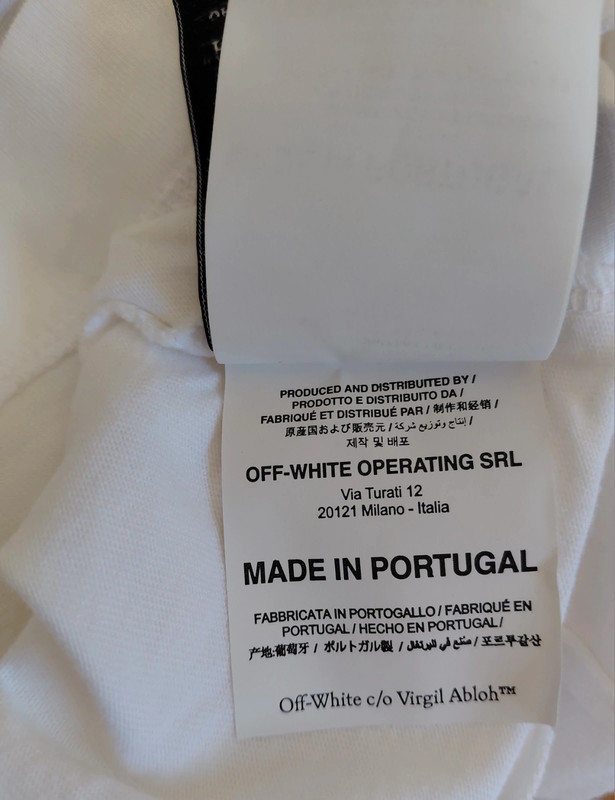 PRODUCED AND DISTRIBUITED BY /
PRODOTTO E DISTRIBUITO DA /
FABRIQUÉ ET DISTRIBUÉ PAR / 制作和经销 /
原産国および販売元 / إنتاج وتوزيع شركة /
제작 및 배포
OFF-WHITE OPERATING SRL
Via Turati 12
20121 Milano - Italia
MADE IN PORTUGAL
FABBRICATA IN PORTOGALLO / FABRIQUÉ EN
PORTUGAL / HECHO EN PORTUGAL /
产地:葡萄牙 / ポルトガル製 / صنع في البرتغال / 포르투갈산
Off-White c/o Virgil Abloh™